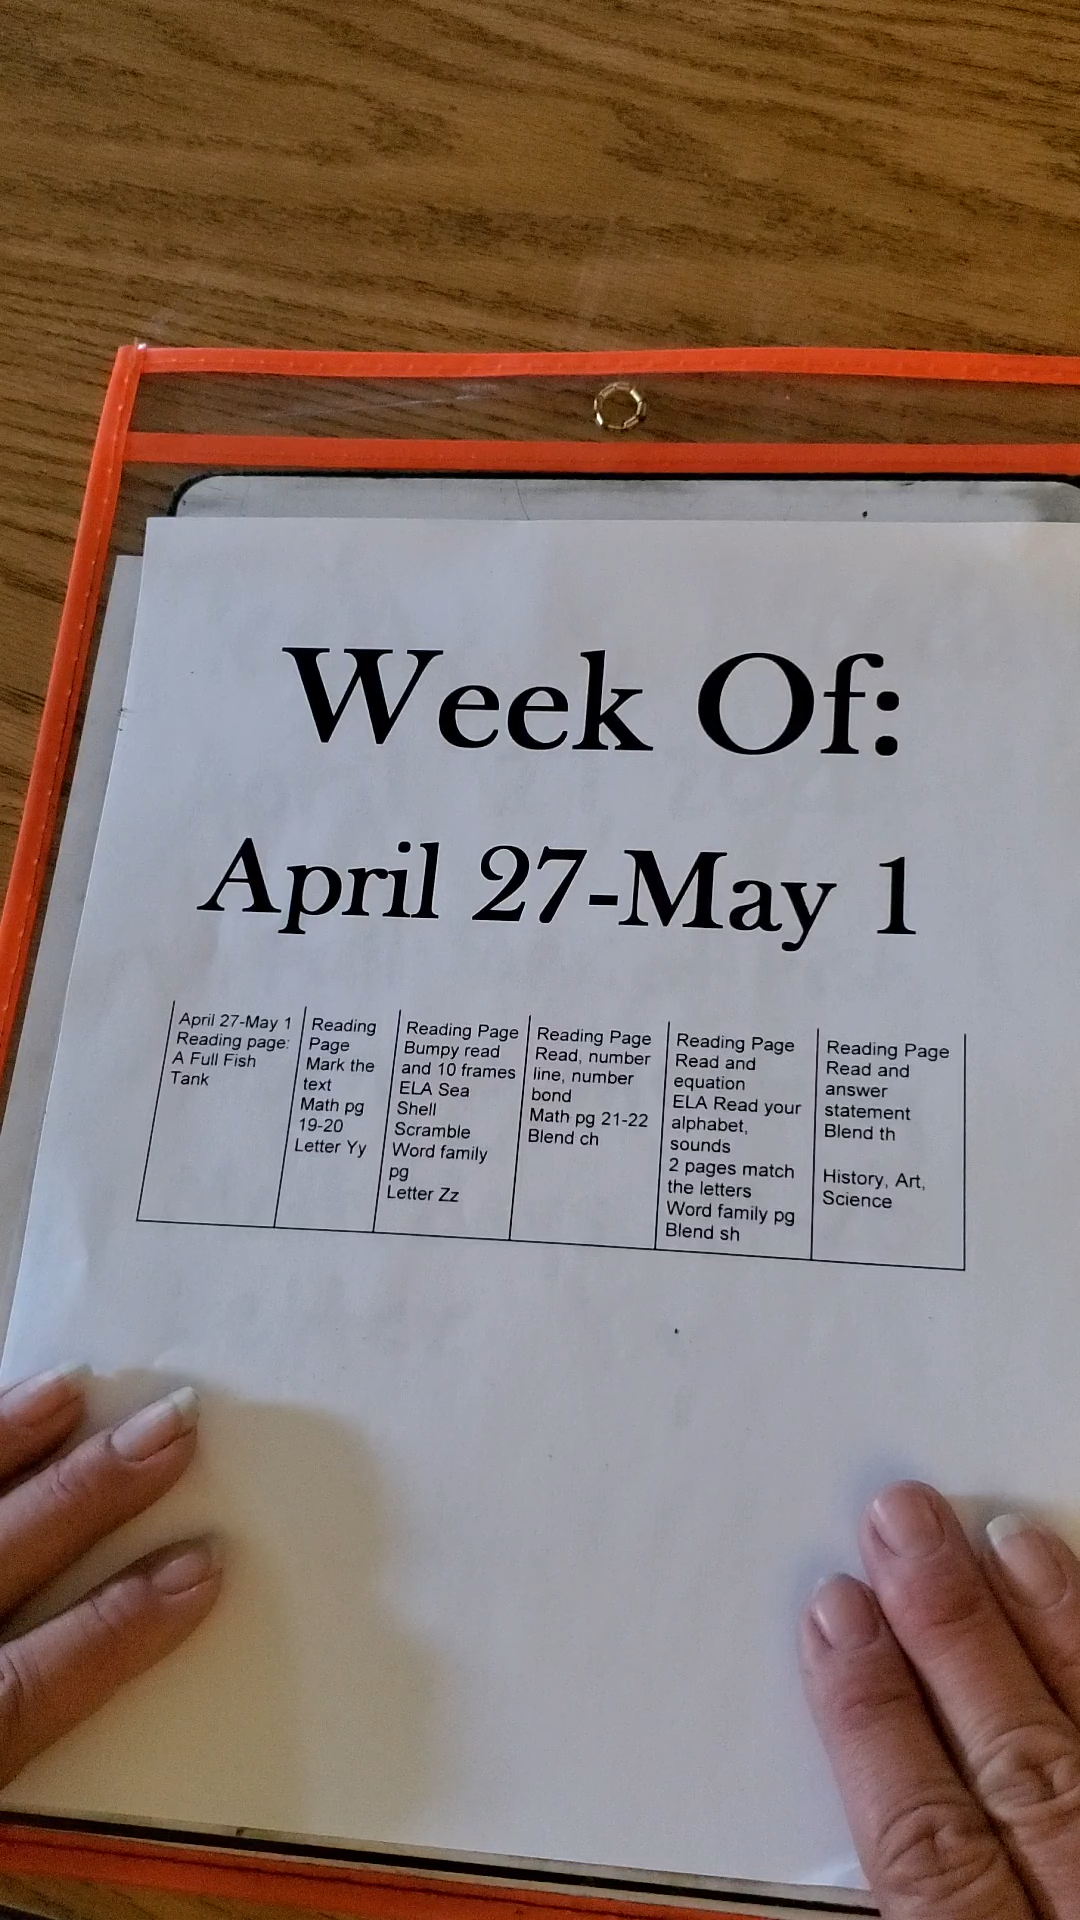 Week Of:
April 27-May 1
April 27-May 1
Reading page:
A Full Fish
Tank
Reading
Page
Mark the
text
Math pg
19-20
Letter Yy
Reading Page
Bumpy read
and 10 frames
ELA Sea
Shell
Scramble
Word family
pg
Letter Zz
Reading Page
Read, number
line, number
bond
Math pg 21-22
Blend ch
Reading Page
Read and
equation
ELA Read your
alphabet,
sounds
2 pages match
the letters
Word family pg
Blend sh
Reading Page
Read and
answer
statement
Blend th
History, Art,
Science